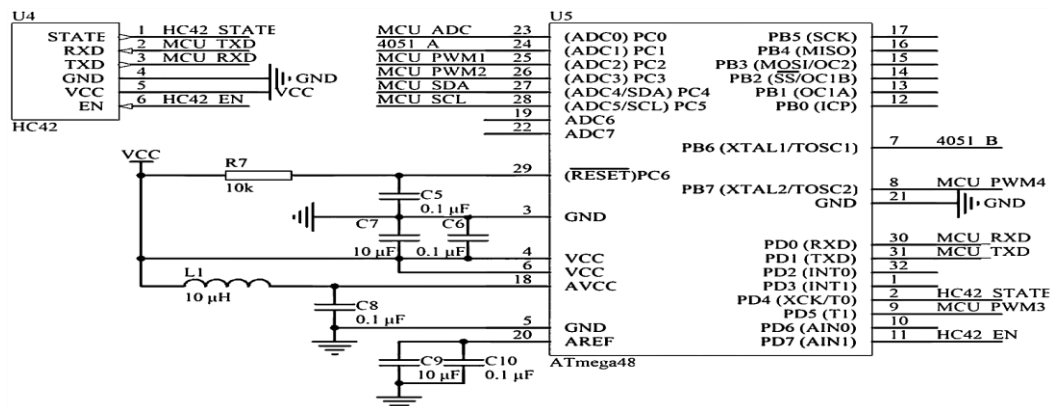 U4
STATE 1 HC42_STATE
RXD 2 MCU_TXD
TXD 3 MCU_RXD
GND 4 GND
VCC 5 VCC
EN 6 HC42_EN
HC42
U5
MCU_ADC 23 (ADC0) PC0
4051_A 24 (ADC1) PC1
MCU_PWM1 25 (ADC2) PC2
MCU_PWM2 26 (ADC3) PC3
MCU_SDA 27 (ADC4/SDA) PC4
MCU_SCL 28 (ADC5/SCL) PC5
19 ADC6
22 ADC7
29 (RESET)PC6
3 GND
4 VCC
6 VCC
18 AVCC
5 GND
20 AREF
PB5 (SCK) 17
PB4 (MISO) 16
PB3 (MOSI/OC2) 15
PB2 (SS/OC1B) 14
PB1 (OC1A) 13
PB0 (ICP) 12
PB6 (XTAL1/TOSC1) 7 4051_B
PB7 (XTAL2/TOSC2) 8 MCU_PWM4
GND 21 GND
PD0 (RXD) 30 MCU_RXD
PD1 (TXD) 31 MCU_TXD
PD2 (INT0) 32
PD3 (INT1) 1
PD4 (XCK/T0) 2 HC42_STATE
PD5 (T1) 9 MCU_PWM3
PD6 (AIN0) 10
PD7 (AIN1) 11 HC42_EN
ATmega48
VCC
R7
10k
C5
0.1 μF
C7
10 μF
C6
0.1 μF
L1
10 μH
C8
0.1 μF
C9
10 μF
C10
0.1 μF